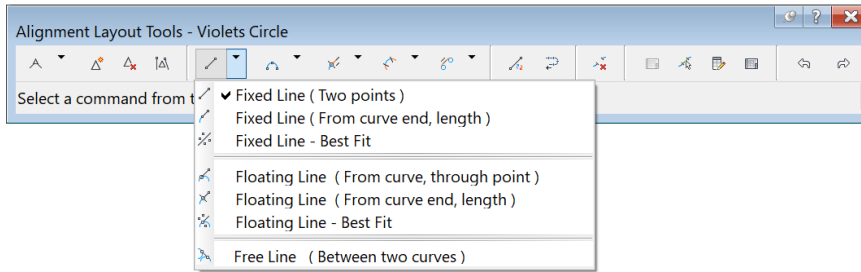 Alignment Layout Tools - Violets Circle
Select a command from t
Fixed Line ( Two points )
Fixed Line ( From curve end, length )
Fixed Line - Best Fit
Floating Line ( From curve, through point )
Floating Line ( From curve end, length )
Floating Line - Best Fit
Free Line ( Between two curves )